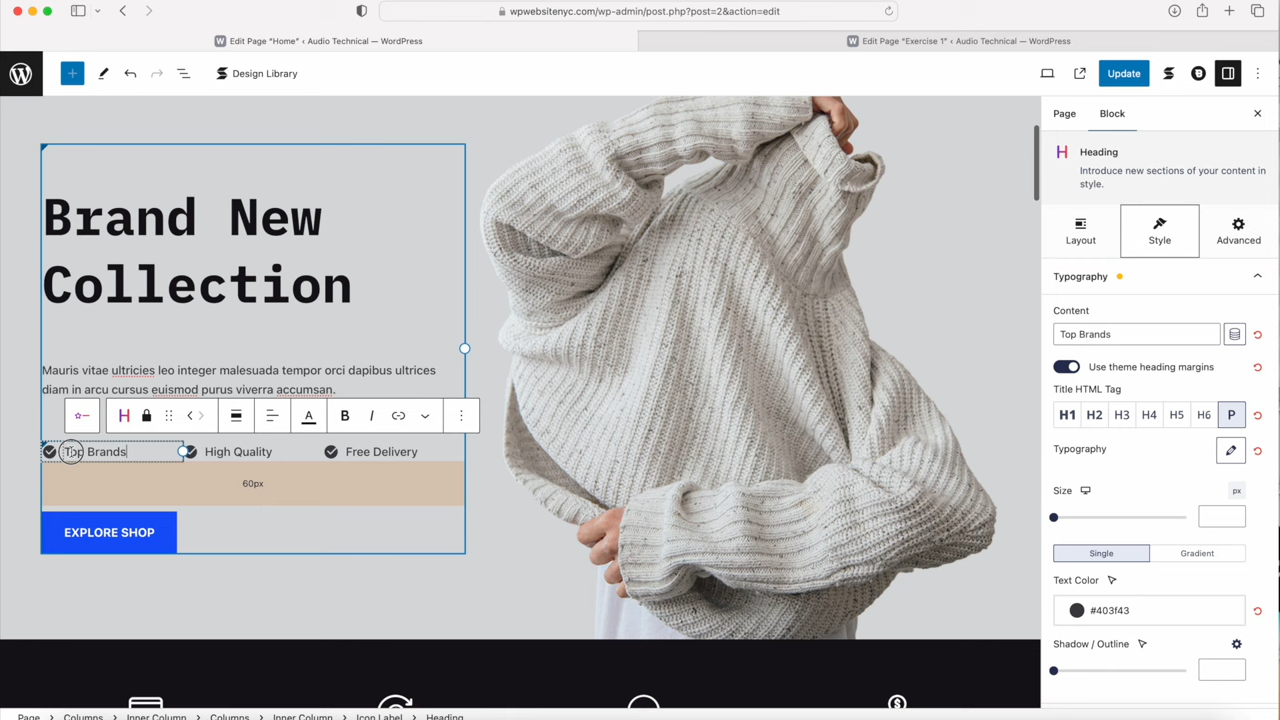 wpwebsitenyc.com/wp-admin/post.php?post=2&action=edit
Edit Page "Home" ‹ Audio Technical — WordPress
Edit Page "Exercise 1" ‹ Audio Technical — WordPress
Design Library
Update
Page
Block
Heading
Introduce new sections of your content in
style.
Layout
Style
Advanced
Typography
Content
Top Brands
Use theme heading margins
Title HTML Tag
H1 H2 H3 H4 H5 H6 P
Typography
Size
px
Single
Gradient
Text Color
#403f43
Shadow / Outline
Brand New
Collection
Mauris vitae ultricies leo integer malesuada tempor orci dapibus ultrices
diam in arcu cursus euismod purus viverra accumsan.
H
A
B
I
Top Brands
High Quality
Free Delivery
60px
EXPLORE SHOP
Page Columns Inner Column Columns Inner Column Icon Label Heading